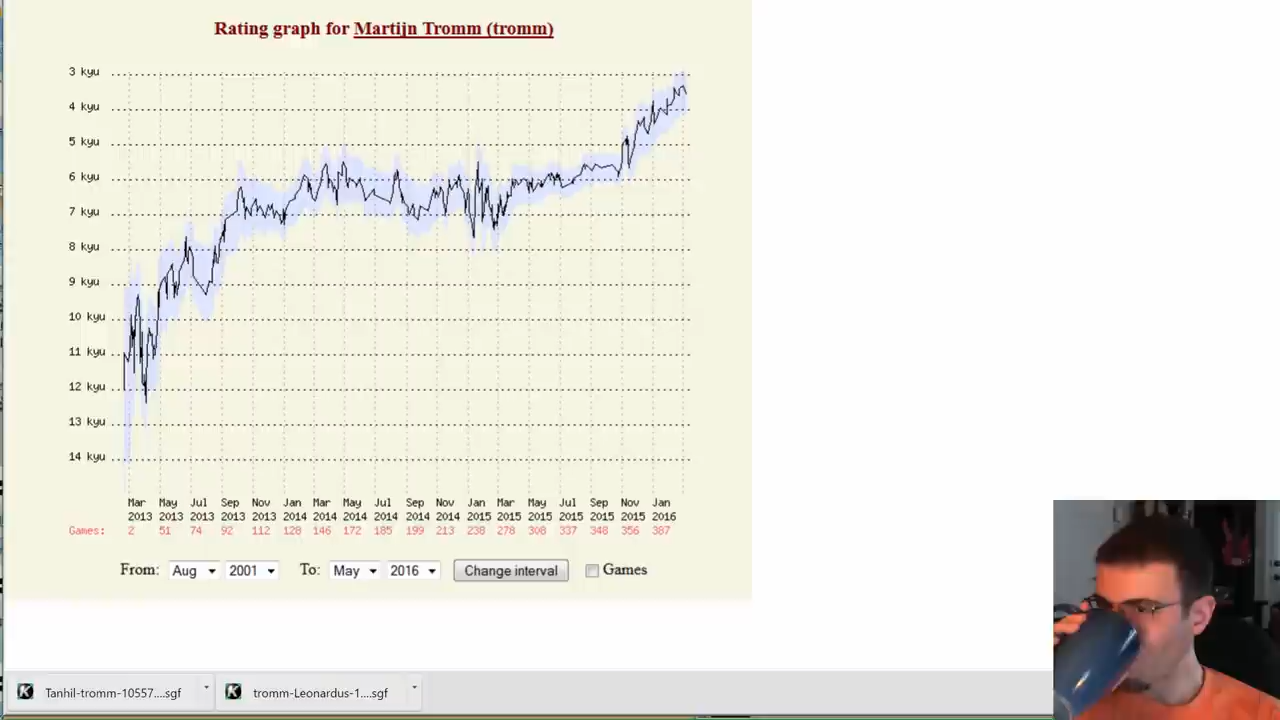 Rating graph for Martijn Tromm (tromm)
3 kyu
4 kyu
5 kyu
6 kyu
7 kyu
8 kyu
9 kyu
10 kyu
11 kyu
12 kyu
13 kyu
14 kyu
Mar May Jul Sep Nov Jan Mar May Jul Sep Nov Jan Mar May Jul Sep Nov Jan
2013 2013 2013 2013 2013 2014 2014 2014 2014 2014 2014 2015 2015 2015 2015 2015 2015 2016
Games: 2 51 74 92 112 128 146 172 185 199 213 238 278 308 337 348 356 387
From: Aug 2001 To: May 2016 Change interval Games
Tanhil-tromm-10557....sgf tromm-Leonardus-1....sgf